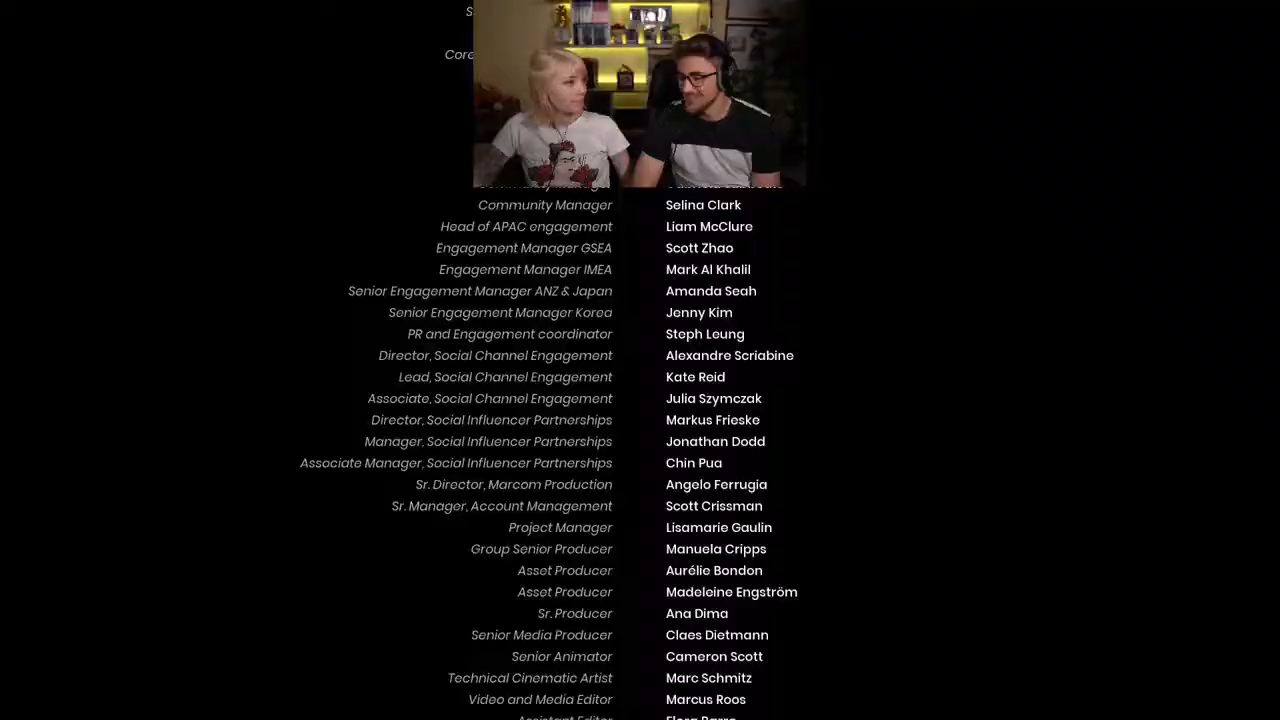 Core
Community Manager Selina Clark
Head of APAC engagement Liam McClure
Engagement Manager GSEA Scott Zhao
Engagement Manager IMEA Mark Al Khalil
Senior Engagement Manager ANZ & Japan Amanda Seah
Senior Engagement Manager Korea Jenny Kim
PR and Engagement coordinator Steph Leung
Director, Social Channel Engagement Alexandre Scriabine
Lead, Social Channel Engagement Kate Reid
Associate, Social Channel Engagement Julia Szymczak
Director, Social Influencer Partnerships Markus Frieske
Manager, Social Influencer Partnerships Jonathan Dodd
Associate Manager, Social Influencer Partnerships Chin Pua
Sr. Director, Marcom Production Angelo Ferrugia
Sr. Manager, Account Management Scott Crissman
Project Manager Lisamarie Gaulin
Group Senior Producer Manuela Cripps
Asset Producer Aurélie Bondon
Asset Producer Madeleine Engström
Sr. Producer Ana Dima
Senior Media Producer Claes Dietmann
Senior Animator Cameron Scott
Technical Cinematic Artist Marc Schmitz
Video and Media Editor Marcus Roos
Assistant Editor